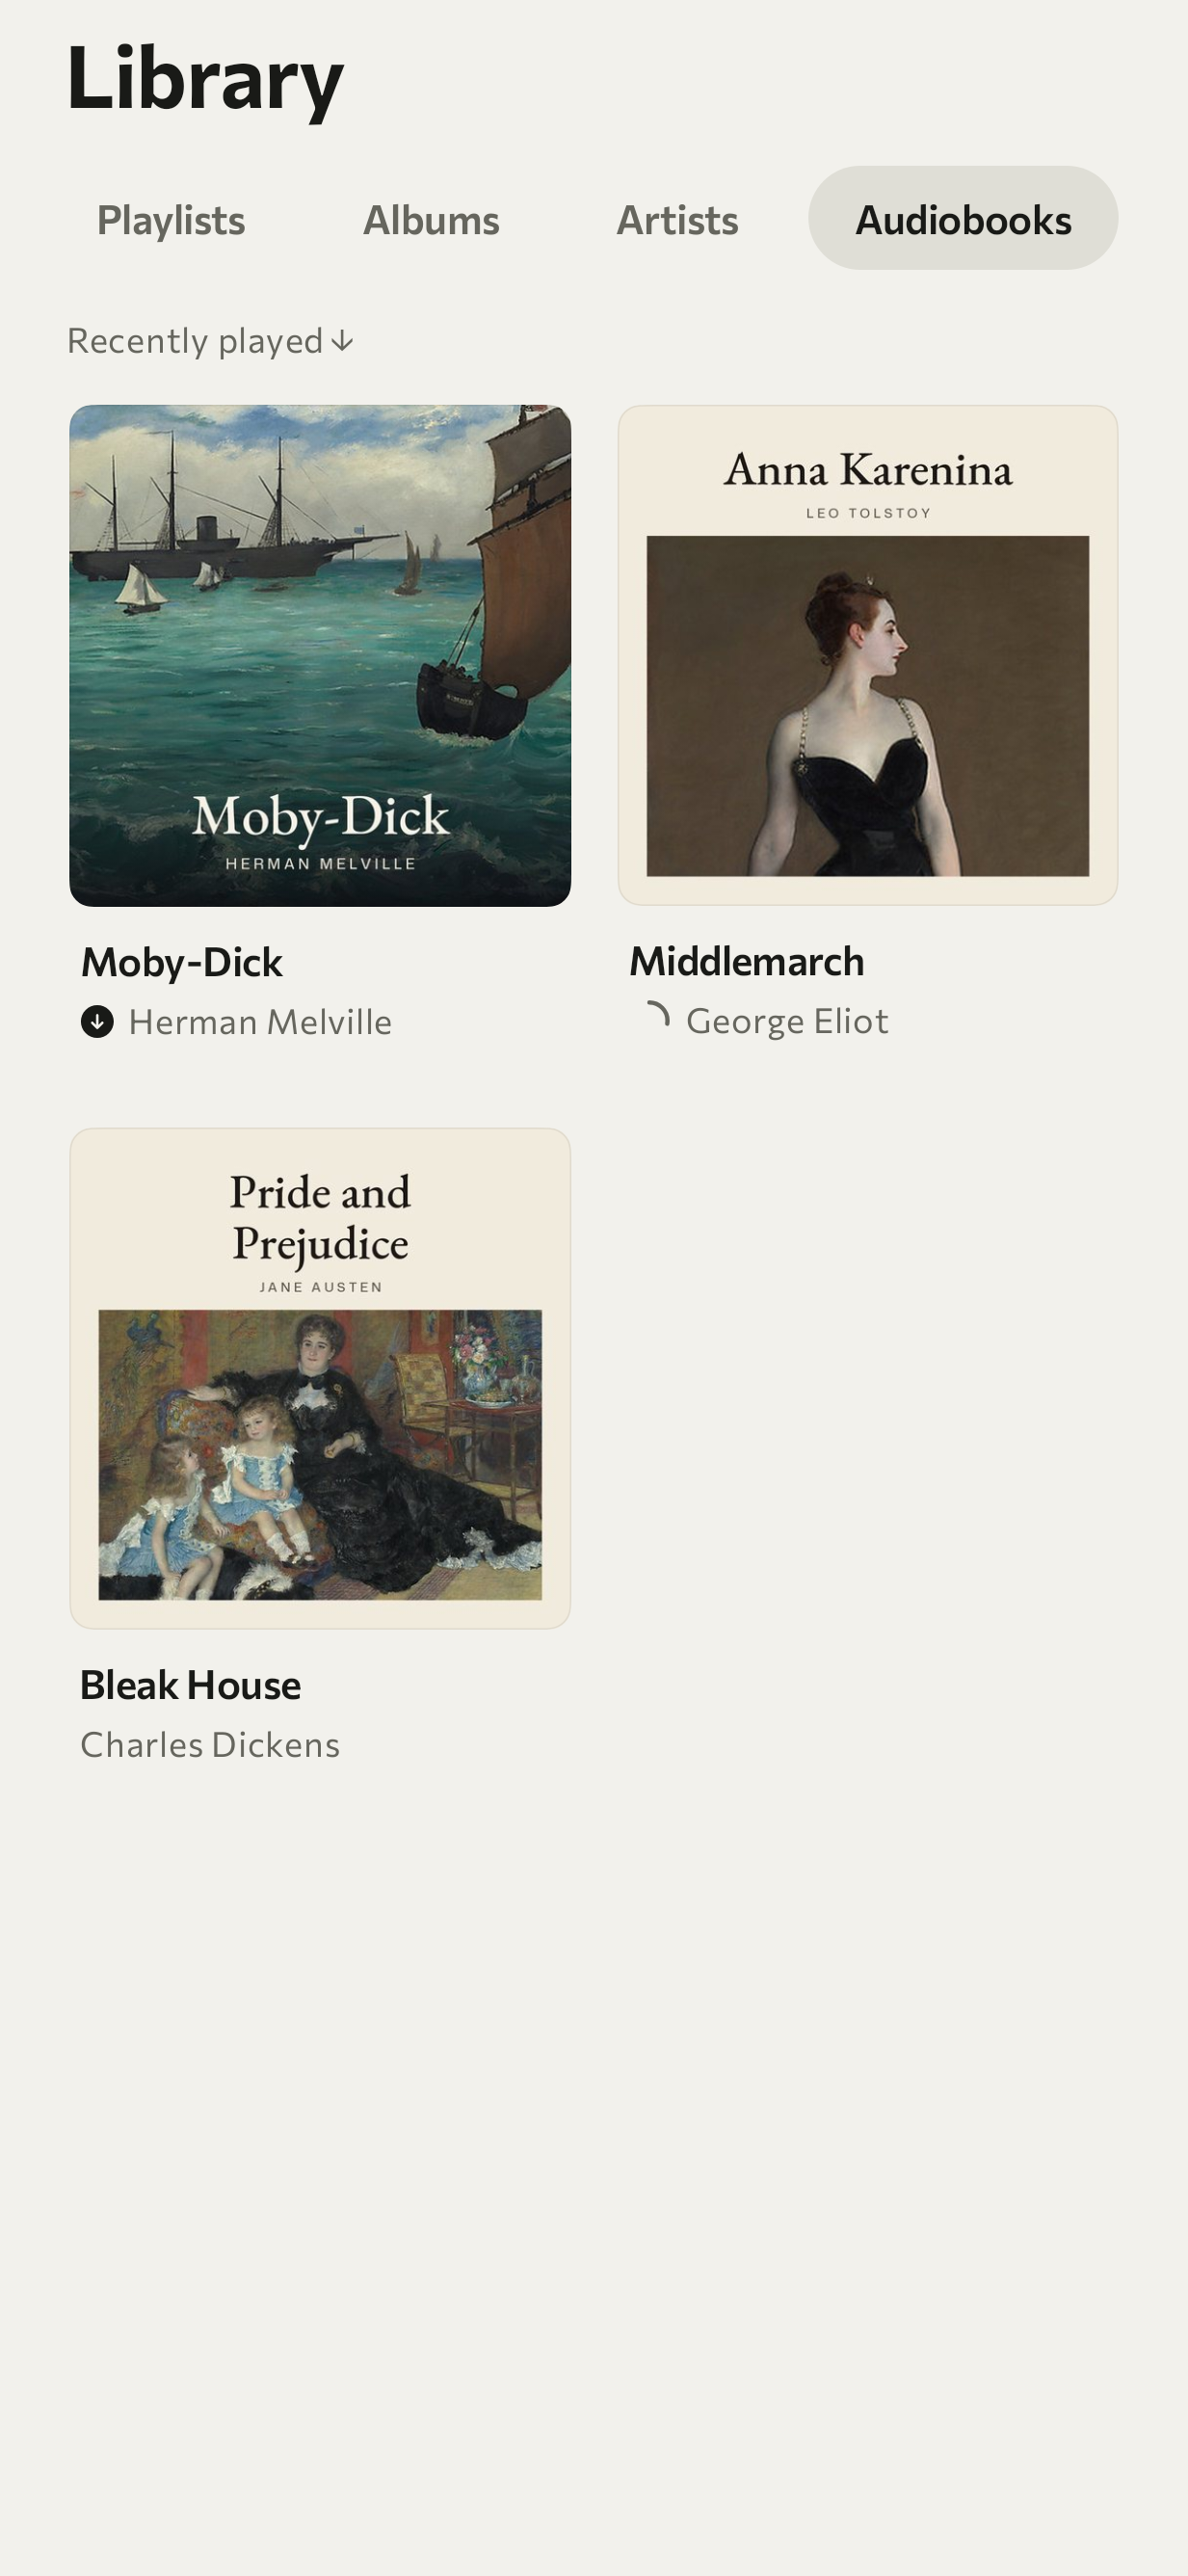 Library
Playlists
Albums
Artists
Audiobooks
Recently played ↓
Moby-Dick
HERMAN MELVILLE
Moby-Dick
Herman Melville
Anna Karenina
LEO TOLSTOY
Middlemarch
George Eliot
Pride and
Prejudice
JANE AUSTEN
Bleak House
Charles Dickens